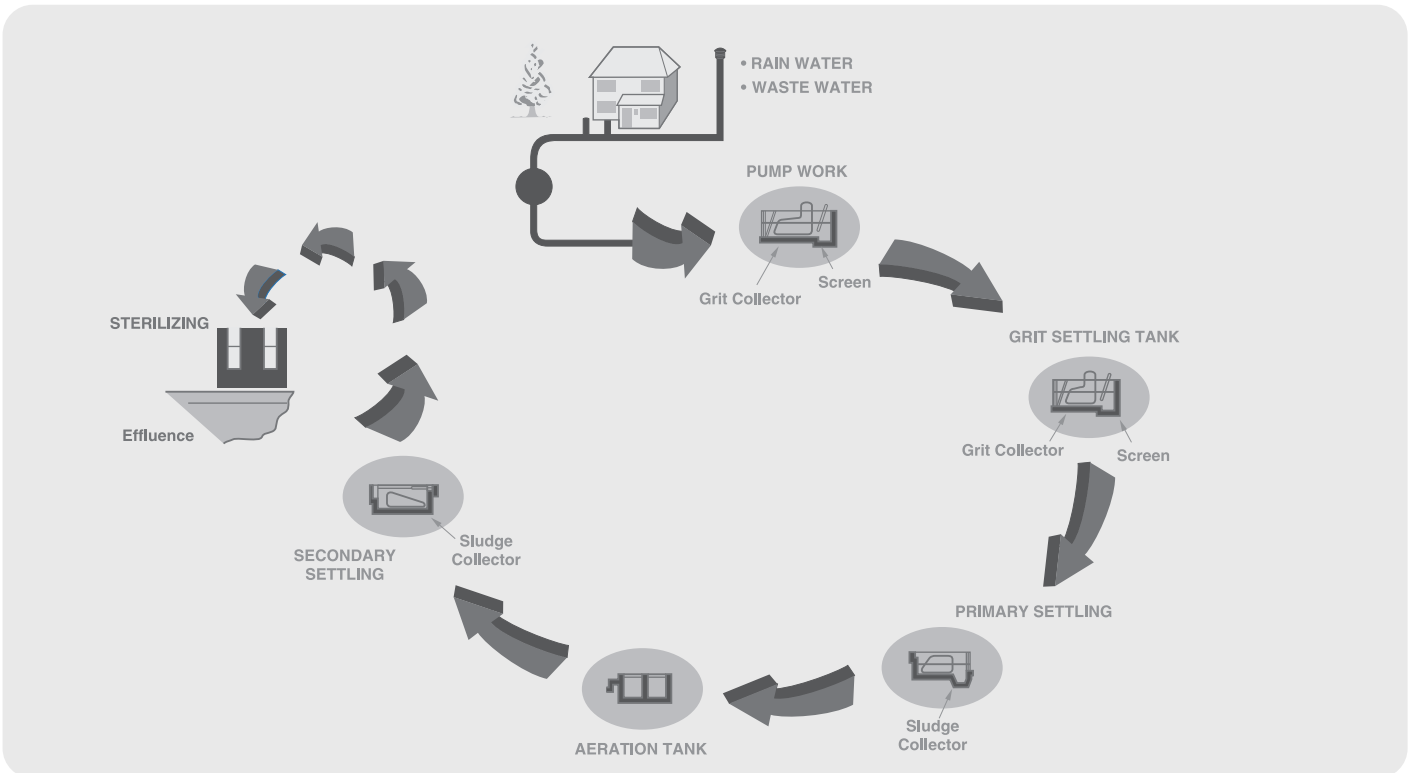 • RAIN WATER
• WASTE WATER
PUMP WORK
Grit Collector
Screen
GRIT SETTLING TANK
Grit Collector
Screen
PRIMARY SETTLING
Sludge
Collector
AERATION TANK
SECONDARY
SETTLING
Sludge
Collector
STERILIZING
Effluence